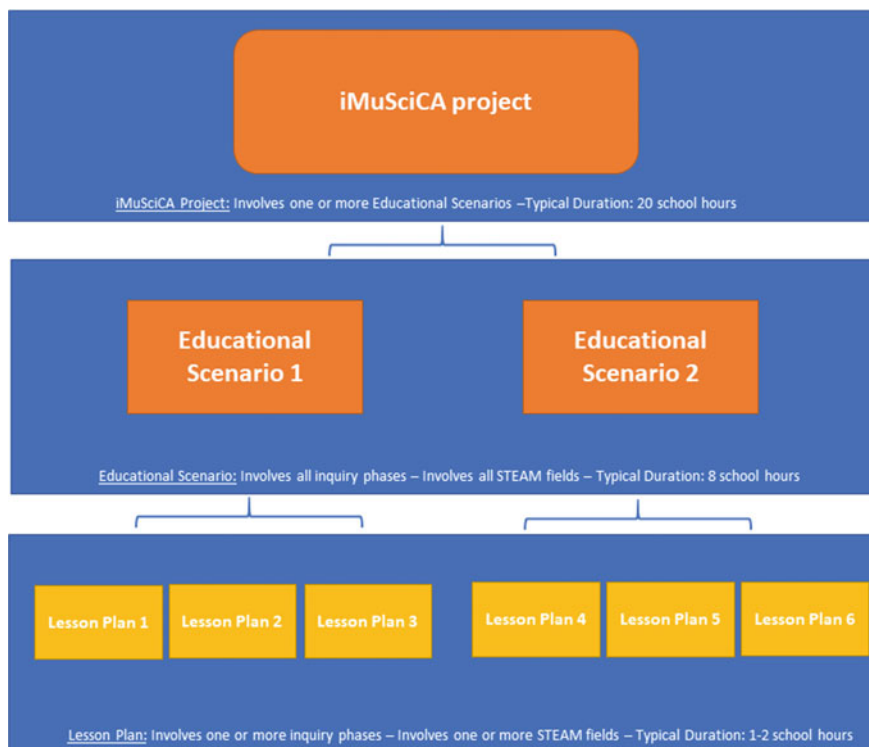 iMuSciCA project
iMuSciCA Project: Involves one or more Educational Scenarios –Typical Duration: 20 school hours
Educational
Scenario 1
Educational
Scenario 2
Educational Scenario: Involves all inquiry phases – Involves all STEAM fields – Typical Duration: 8 school hours
Lesson Plan 1
Lesson Plan 2
Lesson Plan 3
Lesson Plan 4
Lesson Plan 5
Lesson Plan 6
Lesson Plan: Involves one or more inquiry phases – Involves one or more STEAM fields – Typical Duration: 1-2 school hours